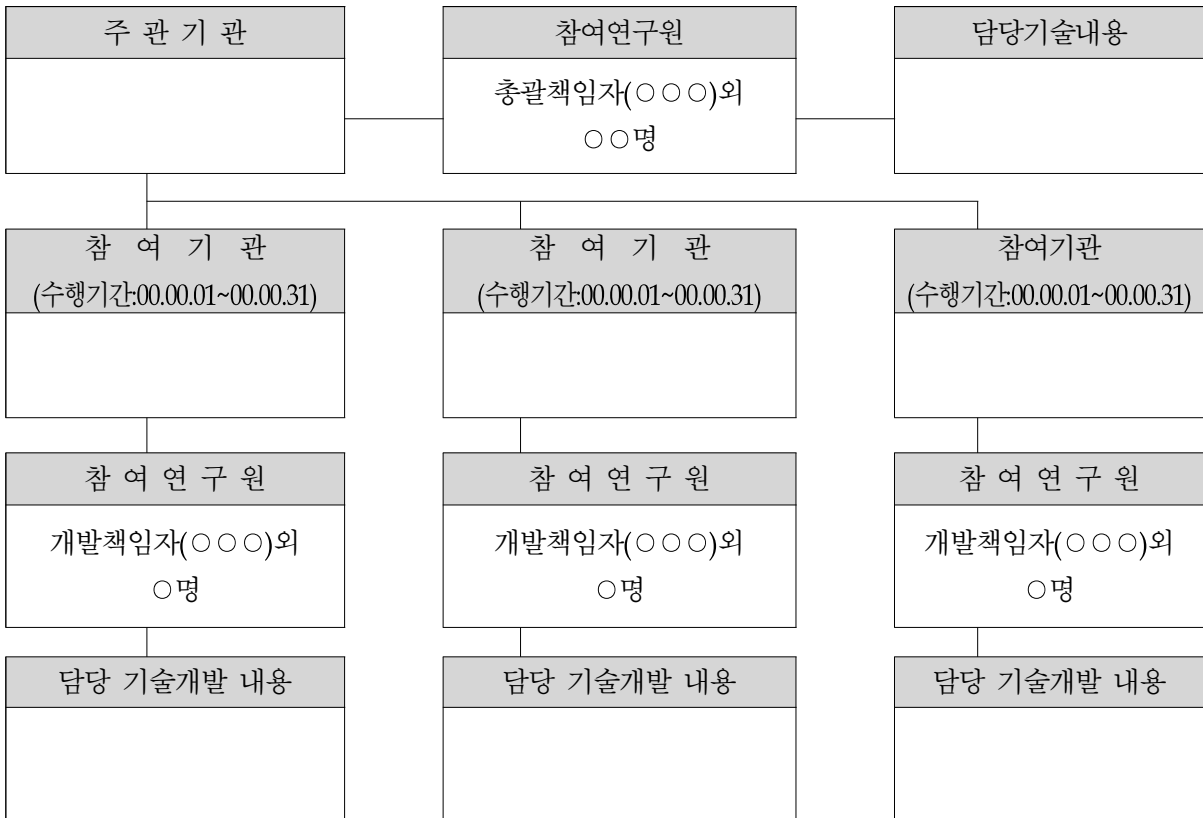 주 관 기 관
참여연구원
담당기술내용
총괄책임자(○○○)외
○○명
참 여 기 관
(수행기간:00.00.01~00.00.31)
참 여 기 관
(수행기간:00.00.01~00.00.31)
참여기관
(수행기간:00.00.01~00.00.31)
참 여 연 구 원
참 여 연 구 원
참 여 연 구 원
개발책임자(○○○)외
○명
개발책임자(○○○)외
○명
개발책임자(○○○)외
○명
담당 기술개발 내용
담당 기술개발 내용
담당 기술개발 내용